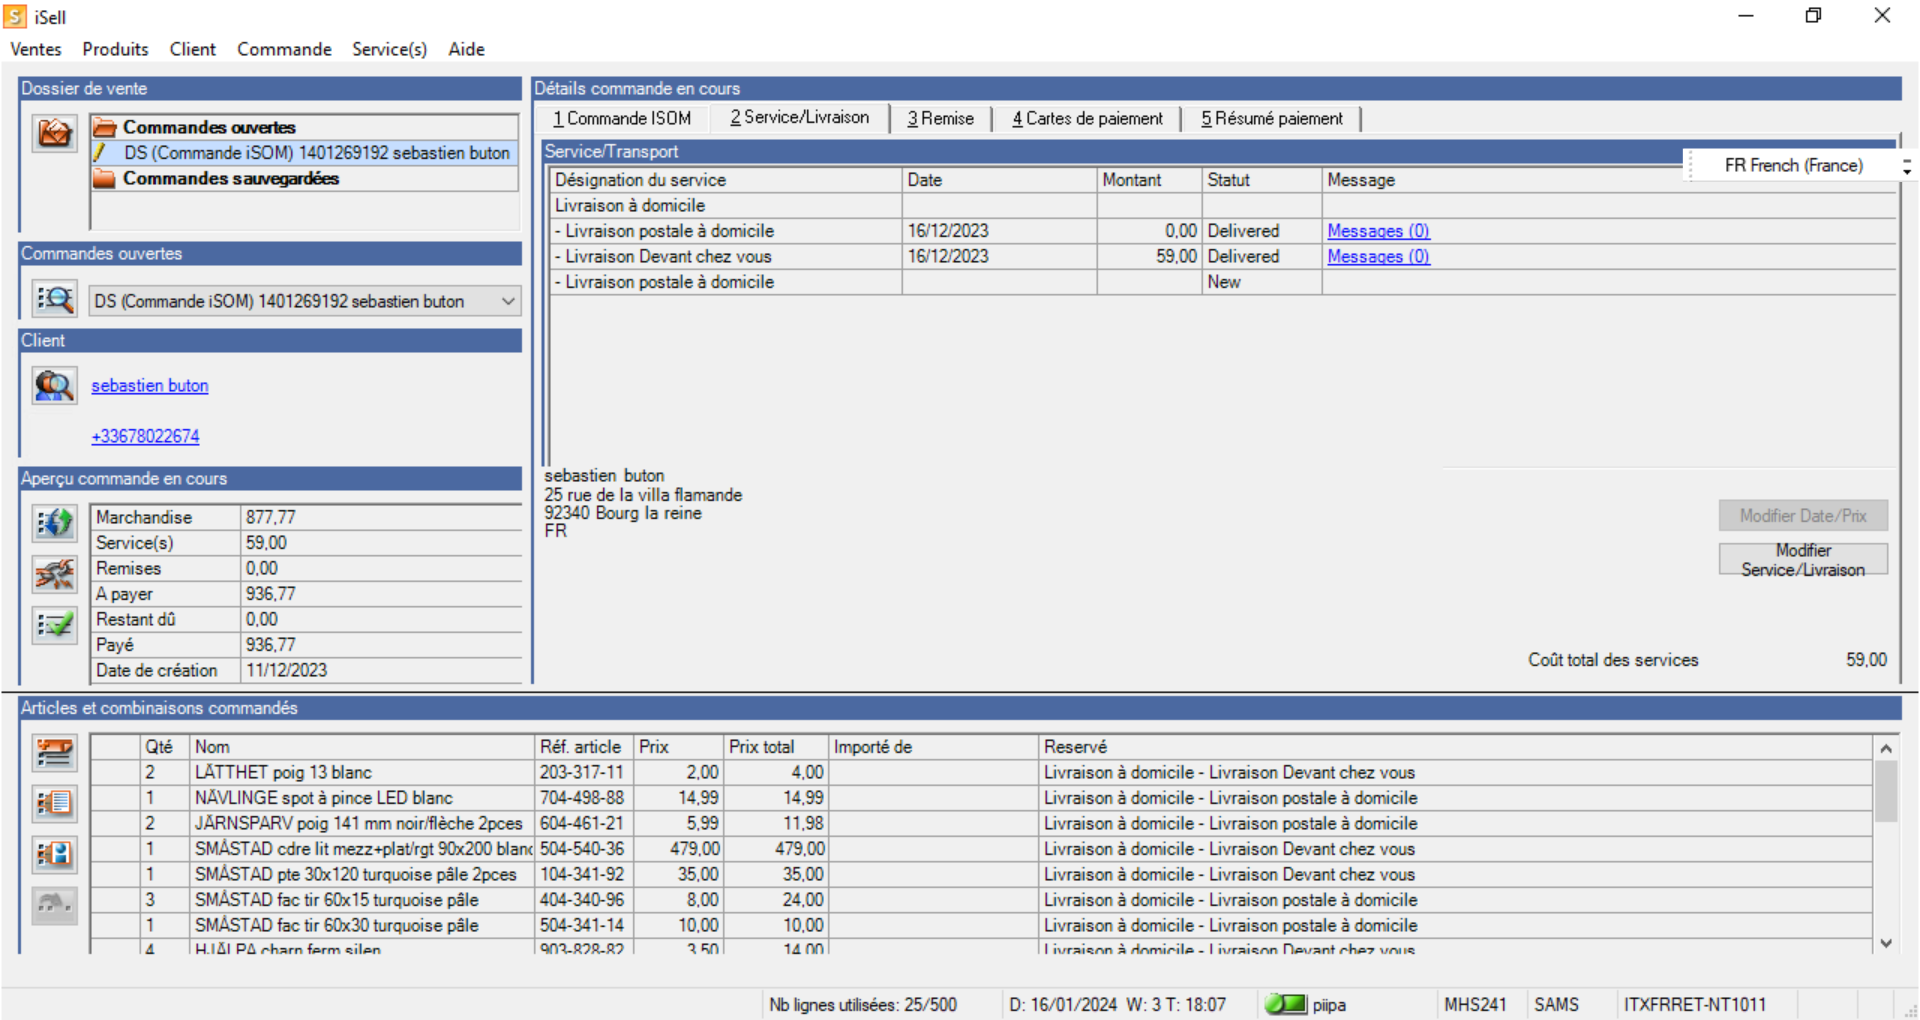 iSell
Ventes Produits Client Commande Service(s) Aide
Dossier de vente
Commandes ouvertes
DS (Commande iSOM) 1401269192 sebastien buton
Commandes sauvegardées
Commandes ouvertes
DS (Commande iSOM) 1401269192 sebastien buton
Client
sebastien buton
+33678022674
Aperçu commande en cours
Marchandise 877,77
Service(s) 59,00
Remises 0,00
A payer 936,77
Restant dû 0,00
Payé 936,77
Date de création 11/12/2023
Détails commande en cours
1 Commande ISOM 2 Service/Livraison 3 Remise 4 Cartes de paiement 5 Résumé paiement
Service/Transport
FR French (France)
Désignation du service Date Montant Statut Message
Livraison à domicile
- Livraison postale à domicile 16/12/2023 0,00 Delivered Messages (0)
- Livraison Devant chez vous 16/12/2023 59,00 Delivered Messages (0)
- Livraison postale à domicile New
sebastien buton
25 rue de la villa flamande
92340 Bourg la reine
FR
Modifier Date/Prix
Modifier
Service/Livraison
Coût total des services 59,00
Articles et combinaisons commandés
Qté Nom Réf. article Prix Prix total Importé de Reservé
2 LÄTTHET poig 13 blanc 203-317-11 2,00 4,00 Livraison à domicile - Livraison Devant chez vous
1 NÄVLINGE spot à pince LED blanc 704-498-88 14,99 14,99 Livraison à domicile - Livraison postale à domicile
2 JÄRNSPARV poig 141 mm noir/flèche 2pces 604-461-21 5,99 11,98 Livraison à domicile - Livraison postale à domicile
1 SMÅSTAD cdre lit mezz+plat/rgt 90x200 blanc 504-540-36 479,00 479,00 Livraison à domicile - Livraison Devant chez vous
1 SMÅSTAD pte 30x120 turquoise pâle 2pces 104-341-92 35,00 35,00 Livraison à domicile - Livraison Devant chez vous
3 SMÅSTAD fac tir 60x15 turquoise pâle 404-340-96 8,00 24,00 Livraison à domicile - Livraison postale à domicile
1 SMÅSTAD fac tir 60x30 turquoise pâle 504-341-14 10,00 10,00 Livraison à domicile - Livraison postale à domicile
4 HJÄLPA charn ferm silen 903-828-82 3,50 14,00 Livraison à domicile - Livraison Devant chez vous
Nb lignes utilisées: 25/500 D: 16/01/2024 W: 3 T: 18:07 piipa MHS241 SAMS ITXFRRET-NT1011